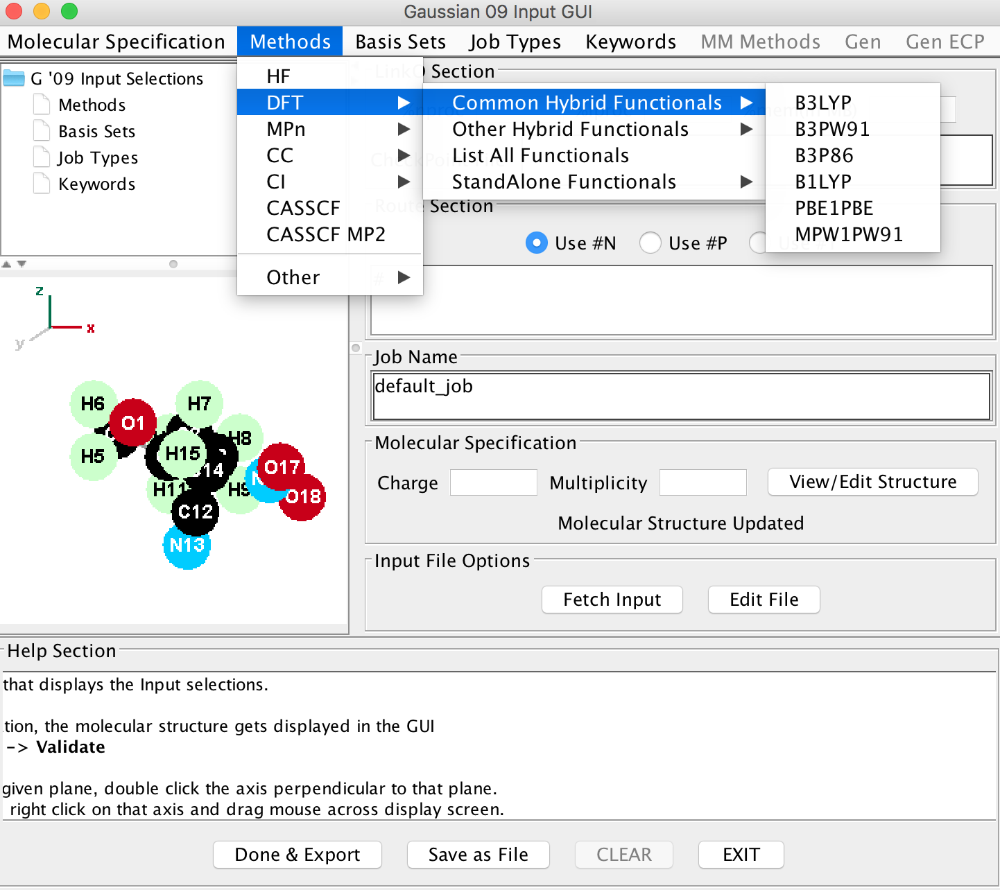 Gaussian 09 Input GUI
Molecular Specification Methods Basis Sets Job Types Keywords MM Methods Gen Gen ECP
G '09 Input Selections
Methods
Basis Sets
Job Types
Keywords
HF
DFT
MPn
CC
CI
CASSCF
CASSCF MP2
Other
Common Hybrid Functionals
Other Hybrid Functionals
List All Functionals
StandAlone Functionals
B3LYP
B3PW91
B3P86
B1LYP
PBE1PBE
MPW1PW91
Link0 Section
Route Section
Use #N Use #P
#
z
x
y
H6
O1
H7
H8
H5
H15
14
O17
N
H11
H9
O18
C12
N13
Job Name
default_job
Molecular Specification
Charge Multiplicity View/Edit Structure
Molecular Structure Updated
Input File Options
Fetch Input Edit File
Help Section
that displays the Input selections.
tion, the molecular structure gets displayed in the GUI
-> Validate
given plane, double click the axis perpendicular to that plane.
right click on that axis and drag mouse across display screen.
Done & Export Save as File CLEAR EXIT